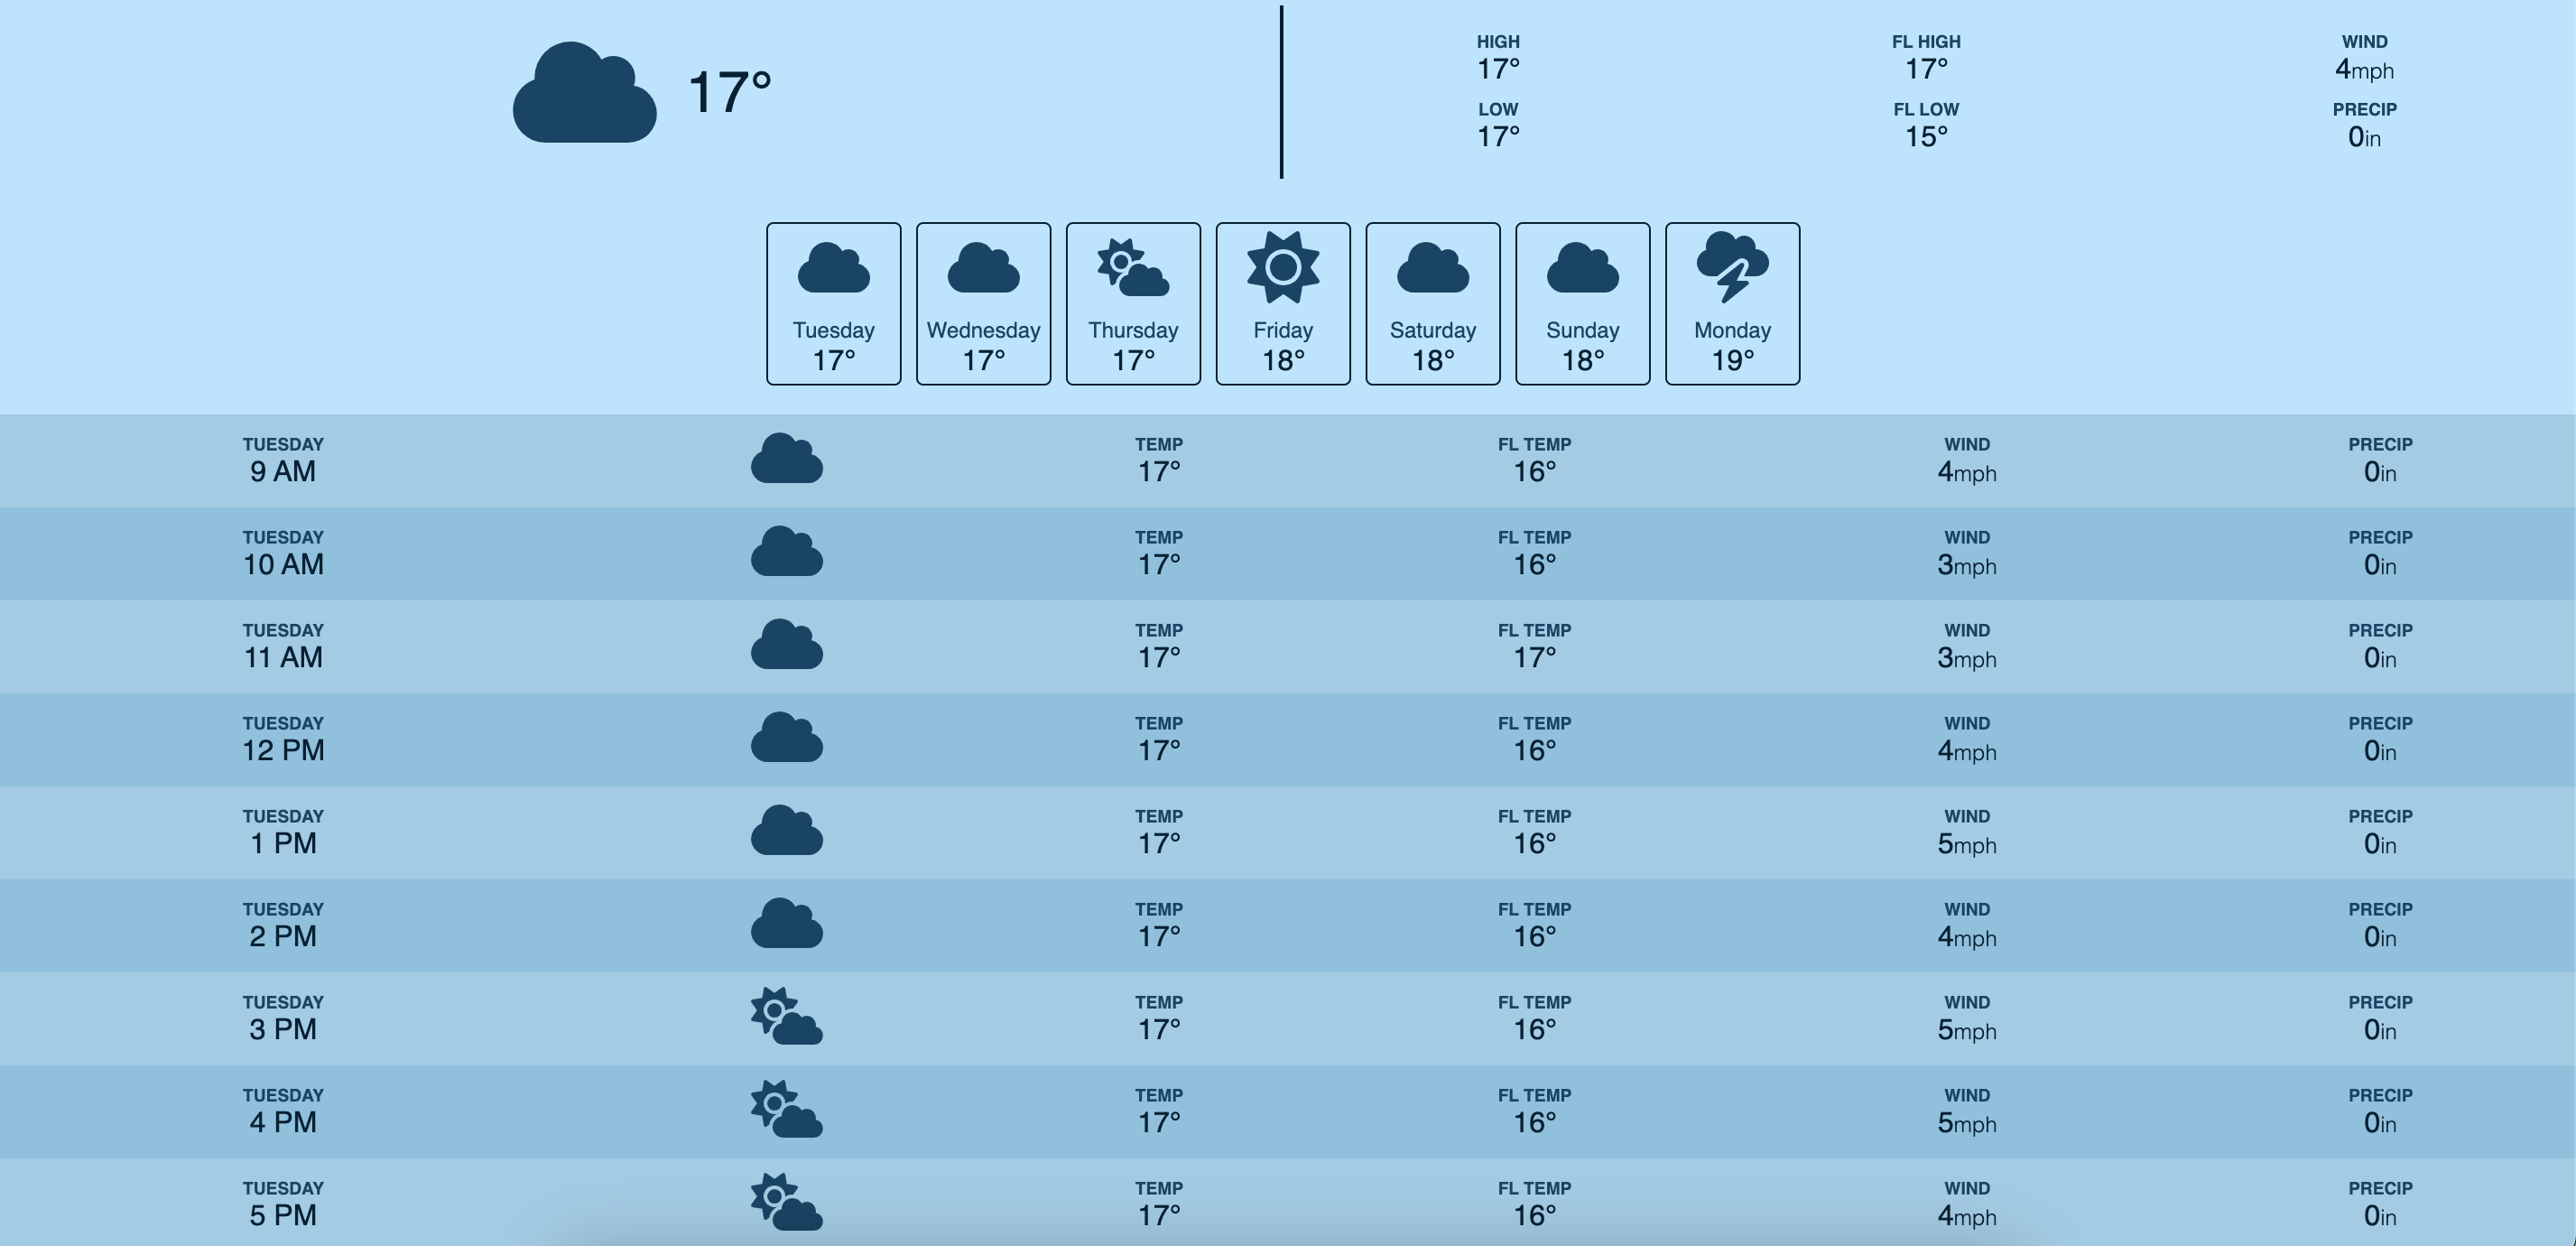 17°
HIGH FL HIGH WIND
17° 17° 4mph
LOW FL LOW PRECIP
17° 15° 0in
Tuesday Wednesday Thursday Friday Saturday Sunday Monday
17° 17° 17° 18° 18° 18° 19°
TUESDAY TEMP FL TEMP WIND PRECIP
9 AM 17° 16° 4mph 0in
TUESDAY TEMP FL TEMP WIND PRECIP
10 AM 17° 16° 3mph 0in
TUESDAY TEMP FL TEMP WIND PRECIP
11 AM 17° 17° 3mph 0in
TUESDAY TEMP FL TEMP WIND PRECIP
12 PM 17° 16° 4mph 0in
TUESDAY TEMP FL TEMP WIND PRECIP
1 PM 17° 16° 5mph 0in
TUESDAY TEMP FL TEMP WIND PRECIP
2 PM 17° 16° 4mph 0in
TUESDAY TEMP FL TEMP WIND PRECIP
3 PM 17° 16° 5mph 0in
TUESDAY TEMP FL TEMP WIND PRECIP
4 PM 17° 16° 5mph 0in
TUESDAY TEMP FL TEMP WIND PRECIP
5 PM 17° 16° 4mph 0in